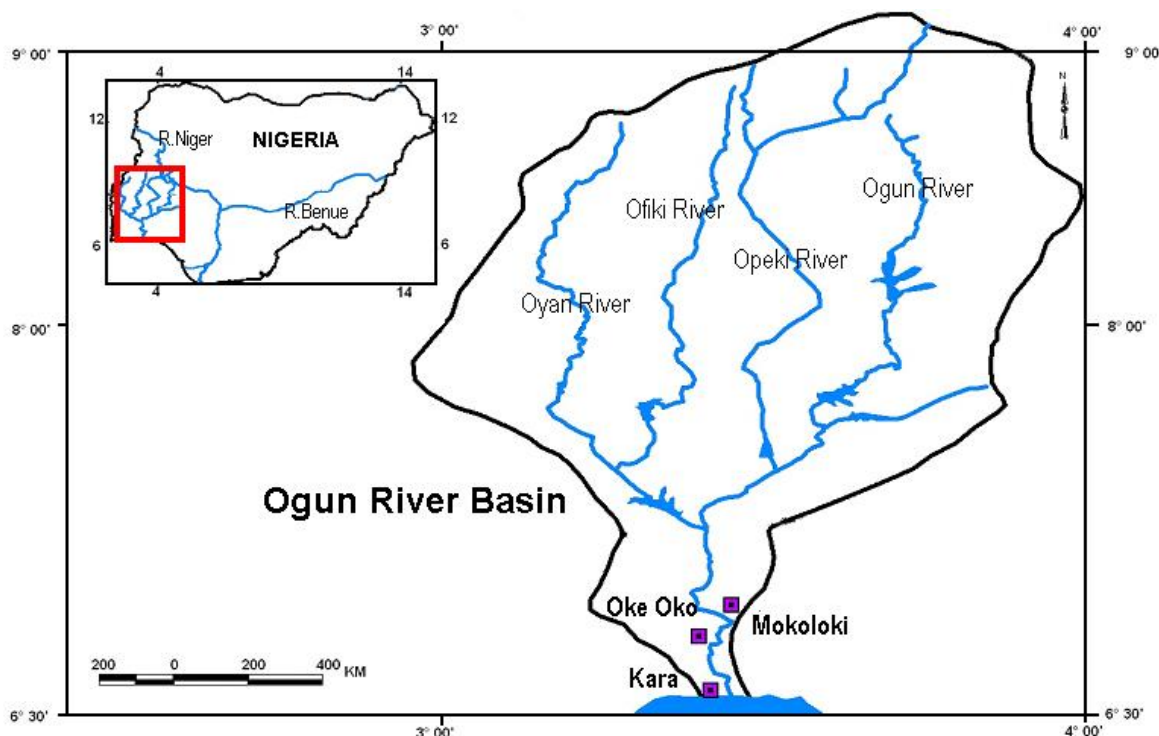 3° 00'
4° 00'
9° 00'
9° 00
4
14
N
12
12
R.Niger
NIGERIA
Ogun River
Ofiki River
R.Benue
6
6
Opeki River
4
14
Oyan River
8° 00'
8° 00'
Ogun River Basin
Oke Oko
Mokoloki
Kara
200 0 200 400 KM
6° 30'
6° 30
3° 00'
4° 00'